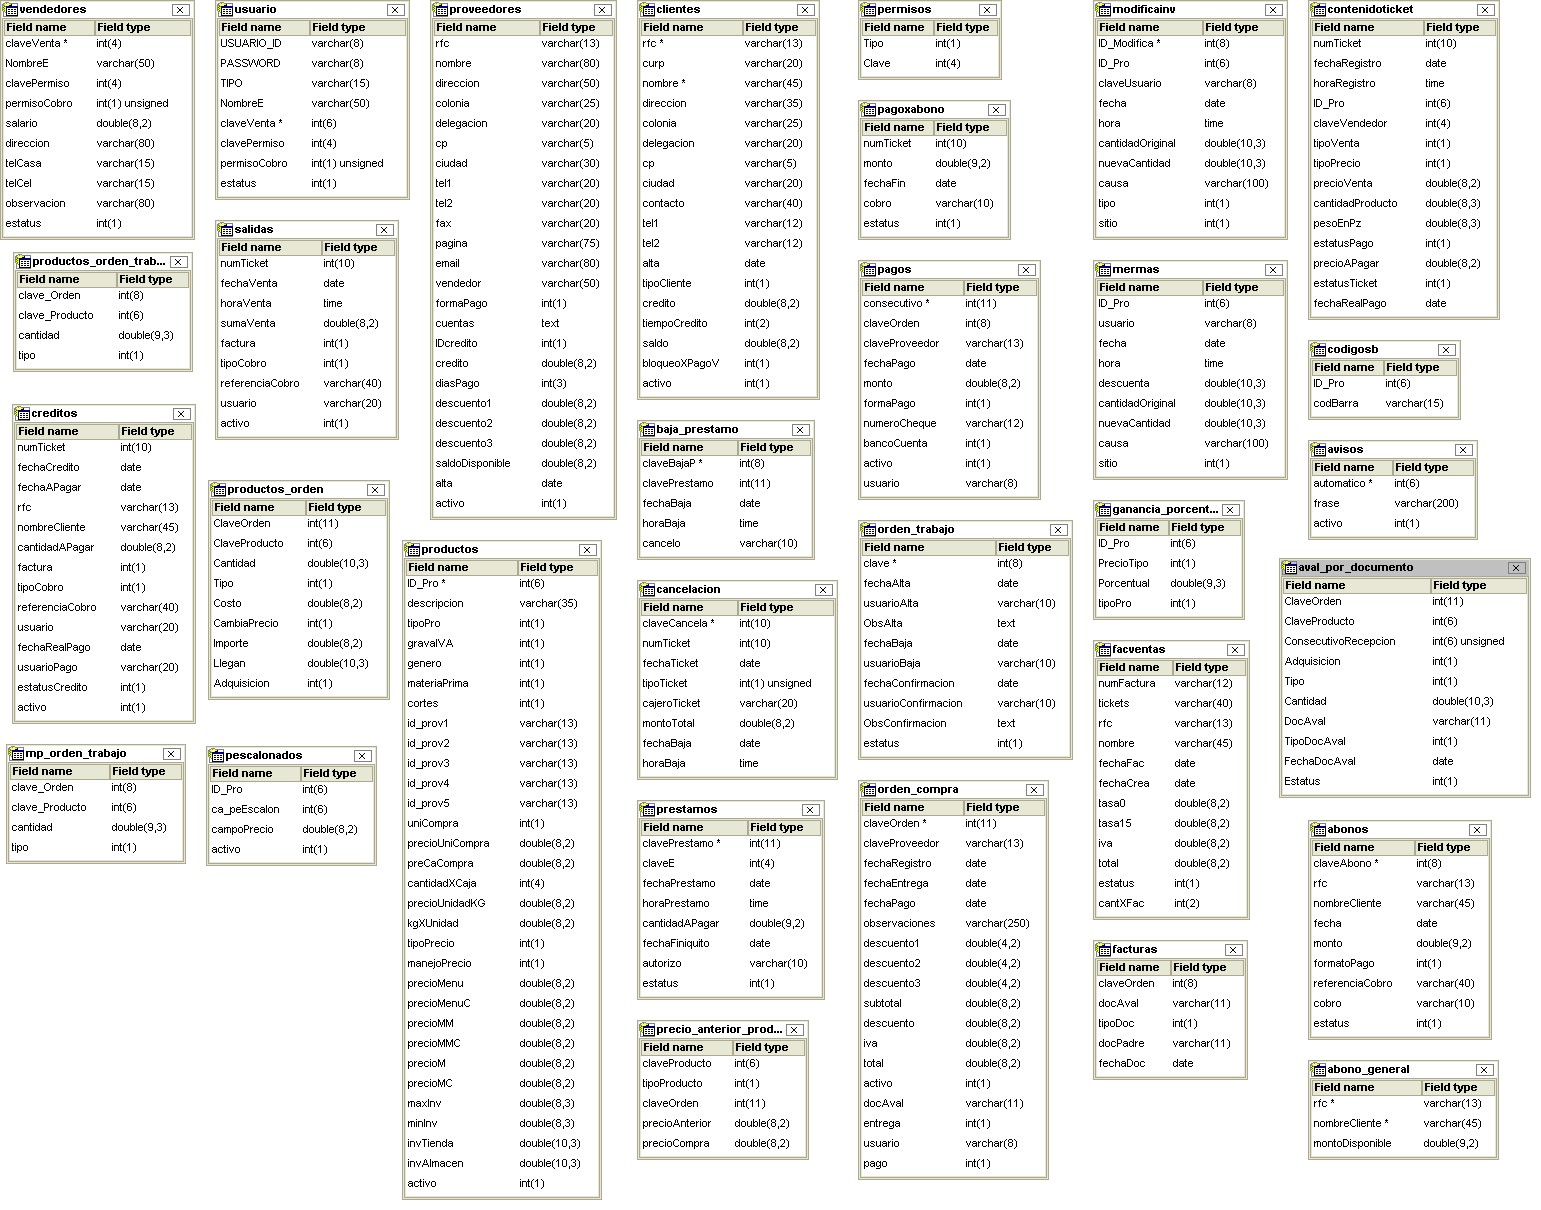 vendedores
Field name Field type
claveVenta * int(4)
NombreE varchar(50)
clavePermiso int(4)
permisoCobro int(1) unsigned
salario double(8,2)
direccion varchar(80)
telCasa varchar(15)
telCel varchar(15)
observacion varchar(80)
estatus int(1)
productos_orden_trab...
Field name Field type
clave_Orden int(8)
clave_Producto int(6)
cantidad double(9,3)
tipo int(1)
creditos
Field name Field type
numTicket int(10)
fechaCredito date
fechaAPagar date
rfc varchar(13)
nombreCliente varchar(45)
cantidadAPagar double(8,2)
factura int(1)
tipoCobro int(1)
referenciaCobro varchar(40)
usuario varchar(20)
fechaRealPago date
usuarioPago varchar(20)
estatusCredito int(1)
activo int(1)
mp_orden_trabajo
Field name Field type
clave_Orden int(8)
clave_Producto int(6)
cantidad double(9,3)
tipo int(1)
usuario
Field name Field type
USUARIO_ID varchar(8)
PASSWORD varchar(8)
TIPO varchar(15)
NombreE varchar(50)
claveVenta * int(6)
clavePermiso int(4)
permisoCobro int(1) unsigned
estatus int(1)
salidas
Field name Field type
numTicket int(10)
fechaVenta date
horaVenta time
sumaVenta double(8,2)
factura int(1)
tipoCobro int(1)
referenciaCobro varchar(40)
usuario varchar(20)
activo int(1)
productos_orden
Field name Field type
ClaveOrden int(11)
ClaveProducto int(6)
Cantidad double(10,3)
Tipo int(1)
Costo double(8,2)
CambiaPrecio int(1)
Importe double(8,2)
Llegan double(10,3)
Adquisicion int(1)
pescalonados
Field name Field type
ID_Pro int(6)
ca_peEscalon int(6)
campoPrecio double(8,2)
activo int(1)
proveedores
Field name Field type
rfc varchar(13)
nombre varchar(80)
direccion varchar(50)
colonia varchar(25)
delegacion varchar(20)
cp varchar(5)
ciudad varchar(30)
tel1 varchar(20)
tel2 varchar(20)
fax varchar(20)
pagina varchar(75)
email varchar(80)
vendedor varchar(50)
formaPago int(1)
cuentas text
IDcredito int(1)
credito double(8,2)
diasPago int(3)
descuento1 double(8,2)
descuento2 double(8,2)
descuento3 double(8,2)
saldoDisponible double(8,2)
alta date
activo int(1)
productos
Field name Field type
ID_Pro * int(6)
descripcion varchar(35)
tipoPro int(1)
gravaIVA int(1)
genero int(1)
materiaPrima int(1)
cortes int(1)
id_prov1 varchar(13)
id_prov2 varchar(13)
id_prov3 varchar(13)
id_prov4 varchar(13)
id_prov5 varchar(13)
uniCompra int(1)
precioUniCompra double(8,2)
preCaCompra double(8,2)
cantidadXCaja int(4)
precioUnidadKG double(8,2)
kgXUnidad double(8,2)
tipoPrecio int(1)
manejoPrecio int(1)
precioMenu double(8,2)
precioMenuC double(8,2)
precioMM double(8,2)
precioMMC double(8,2)
precioM double(8,2)
precioMC double(8,2)
maxInv double(8,3)
minInv double(8,3)
invTienda double(10,3)
invAlmacen double(10,3)
activo int(1)
clientes
Field name Field type
rfc * varchar(13)
curp varchar(20)
nombre * varchar(45)
direccion varchar(35)
colonia varchar(25)
delegacion varchar(20)
cp varchar(5)
ciudad varchar(20)
contacto varchar(40)
tel1 varchar(12)
tel2 varchar(12)
alta date
tipoCliente int(1)
credito double(8,2)
tiempoCredito int(2)
saldo double(8,2)
bloqueoXPagoV int(1)
activo int(1)
baja_prestamo
Field name Field type
claveBajaP * int(8)
clavePrestamo int(11)
fechaBaja date
horaBaja time
cancelo varchar(10)
cancelacion
Field name Field type
claveCancela * int(10)
numTicket int(10)
fechaTicket date
tipoTicket int(1) unsigned
cajeroTicket varchar(20)
montoTotal double(8,2)
fechaBaja date
horaBaja time
prestamos
Field name Field type
clavePrestamo * int(11)
claveE int(4)
fechaPrestamo date
horaPrestamo time
cantidadAPagar double(9,2)
fechaFiniquito date
autorizo varchar(10)
estatus int(1)
precio_anterior_prod...
Field name Field type
claveProducto int(6)
tipoProducto int(1)
claveOrden int(11)
precioAnterior double(8,2)
precioCompra double(8,2)
permisos
Field name Field type
Tipo int(1)
Clave int(4)
pagoxabono
Field name Field type
numTicket int(10)
monto double(9,2)
fechaFin date
cobro varchar(10)
estatus int(1)
pagos
Field name Field type
consecutivo * int(11)
claveOrden int(8)
claveProveedor varchar(13)
fechaPago date
monto double(8,2)
formaPago int(1)
numeroCheque varchar(12)
bancoCuenta int(1)
activo int(1)
usuario varchar(8)
orden_trabajo
Field name Field type
clave * int(8)
fechaAlta date
usuarioAlta varchar(10)
ObsAlta text
fechaBaja date
usuarioBaja varchar(10)
fechaConfirmacion date
usuarioConfirmacion varchar(10)
ObsConfirmacion text
estatus int(1)
orden_compra
Field name Field type
claveOrden * int(11)
claveProveedor varchar(13)
fechaRegistro date
fechaEntrega date
fechaPago date
observaciones varchar(250)
descuento1 double(4,2)
descuento2 double(4,2)
descuento3 double(4,2)
subtotal double(8,2)
descuento double(8,2)
iva double(8,2)
total double(8,2)
activo int(1)
docAval varchar(11)
entrega int(1)
usuario varchar(8)
pago int(1)
modificainv
Field name Field type
ID_Modifica * int(8)
ID_Pro int(6)
claveUsuario varchar(8)
fecha date
hora time
cantidadOriginal double(10,3)
nuevaCantidad double(10,3)
causa varchar(100)
tipo int(1)
sitio int(1)
mermas
Field name Field type
ID_Pro int(6)
usuario varchar(8)
fecha date
hora time
descuenta double(10,3)
cantidadOriginal double(10,3)
nuevaCantidad double(10,3)
causa varchar(100)
sitio int(1)
ganancia_porcent...
Field name Field type
ID_Pro int(6)
PrecioTipo int(1)
Porcentual double(9,3)
tipoPro int(1)
facventas
Field name Field type
numFactura varchar(12)
tickets varchar(40)
rfc varchar(13)
nombre varchar(45)
fechaFac date
fechaCrea date
tasa0 double(8,2)
tasa15 double(8,2)
iva double(8,2)
total double(8,2)
estatus int(1)
cantXFac int(2)
facturas
Field name Field type
claveOrden int(8)
docAval varchar(11)
tipoDoc int(1)
docPadre varchar(11)
fechaDoc date
contenidoticket
Field name Field type
numTicket int(10)
fechaRegistro date
horaRegistro time
ID_Pro int(6)
claveVendedor int(4)
tipoVenta int(1)
tipoPrecio int(1)
precioVenta double(8,2)
cantidadProducto double(8,3)
pesoEnPz double(8,3)
estatusPago int(1)
precioAPagar double(8,2)
estatusTicket int(1)
fechaRealPago date
codigosb
Field name Field type
ID_Pro int(6)
codBarra varchar(15)
avisos
Field name Field type
automatico * int(6)
frase varchar(200)
activo int(1)
aval_por_documento
Field name Field type
ClaveOrden int(11)
ClaveProducto int(6)
ConsecutivoRecepcion int(6) unsigned
Adquisicion int(1)
Tipo int(1)
Cantidad double(10,3)
DocAval varchar(11)
TipoDocAval int(1)
FechaDocAval date
Estatus int(1)
abonos
Field name Field type
claveAbono * int(8)
rfc varchar(13)
nombreCliente varchar(45)
fecha date
monto double(9,2)
formatoPago int(1)
referenciaCobro varchar(40)
cobro varchar(10)
estatus int(1)
abono_general
Field name Field type
rfc * varchar(13)
nombreCliente * varchar(45)
montoDisponible double(9,2)